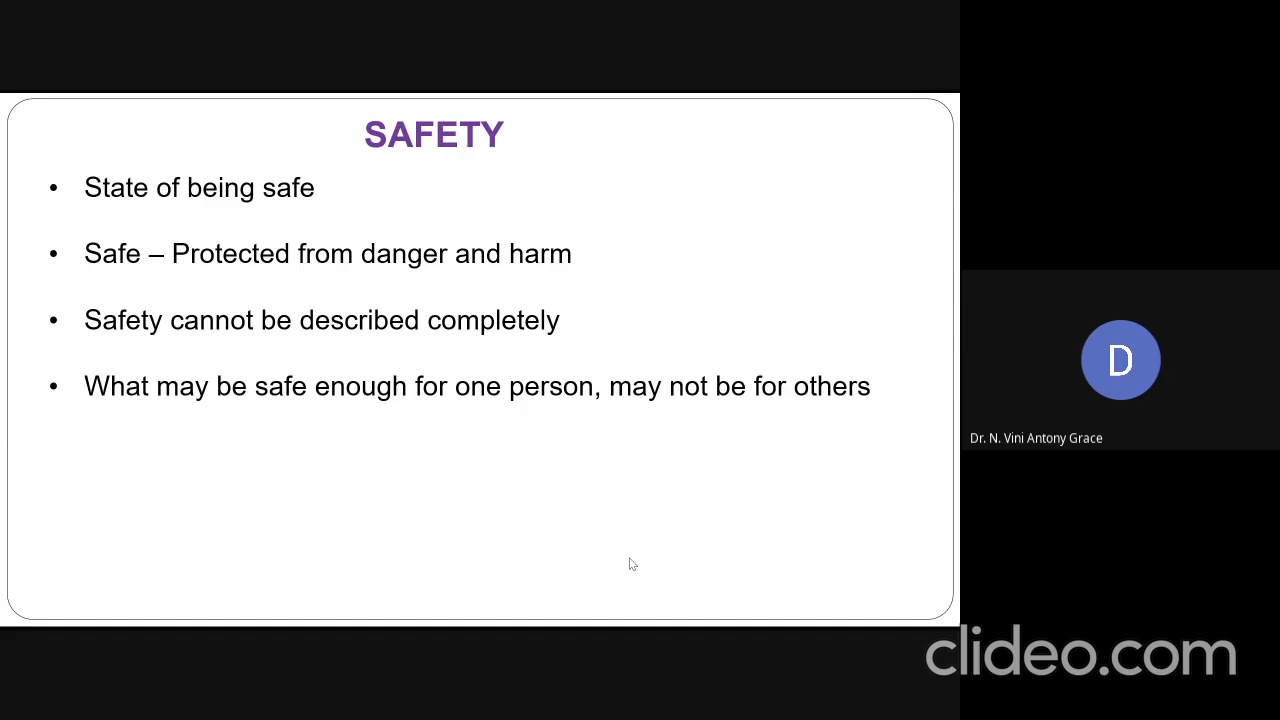 SAFETY
• State of being safe
• Safe – Protected from danger and harm
• Safety cannot be described completely
• What may be safe enough for one person, may not be for others
D
Dr. N. Vini Antony Grace
clideo.com